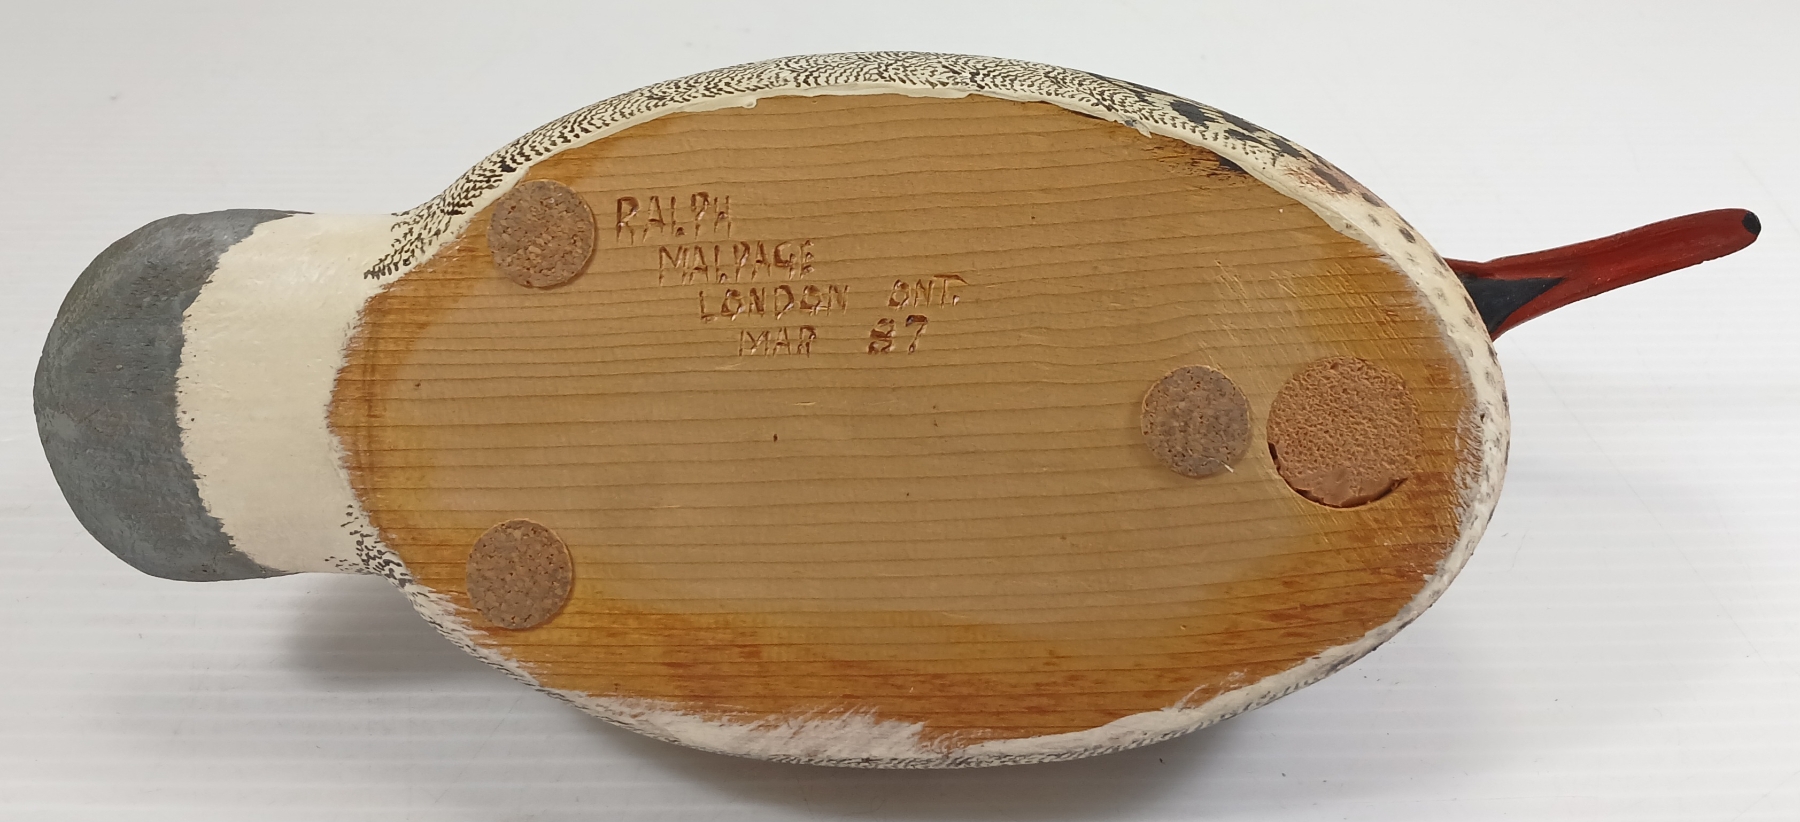 RALPH
MALPAGE
LONDON ONT.
MAR 87